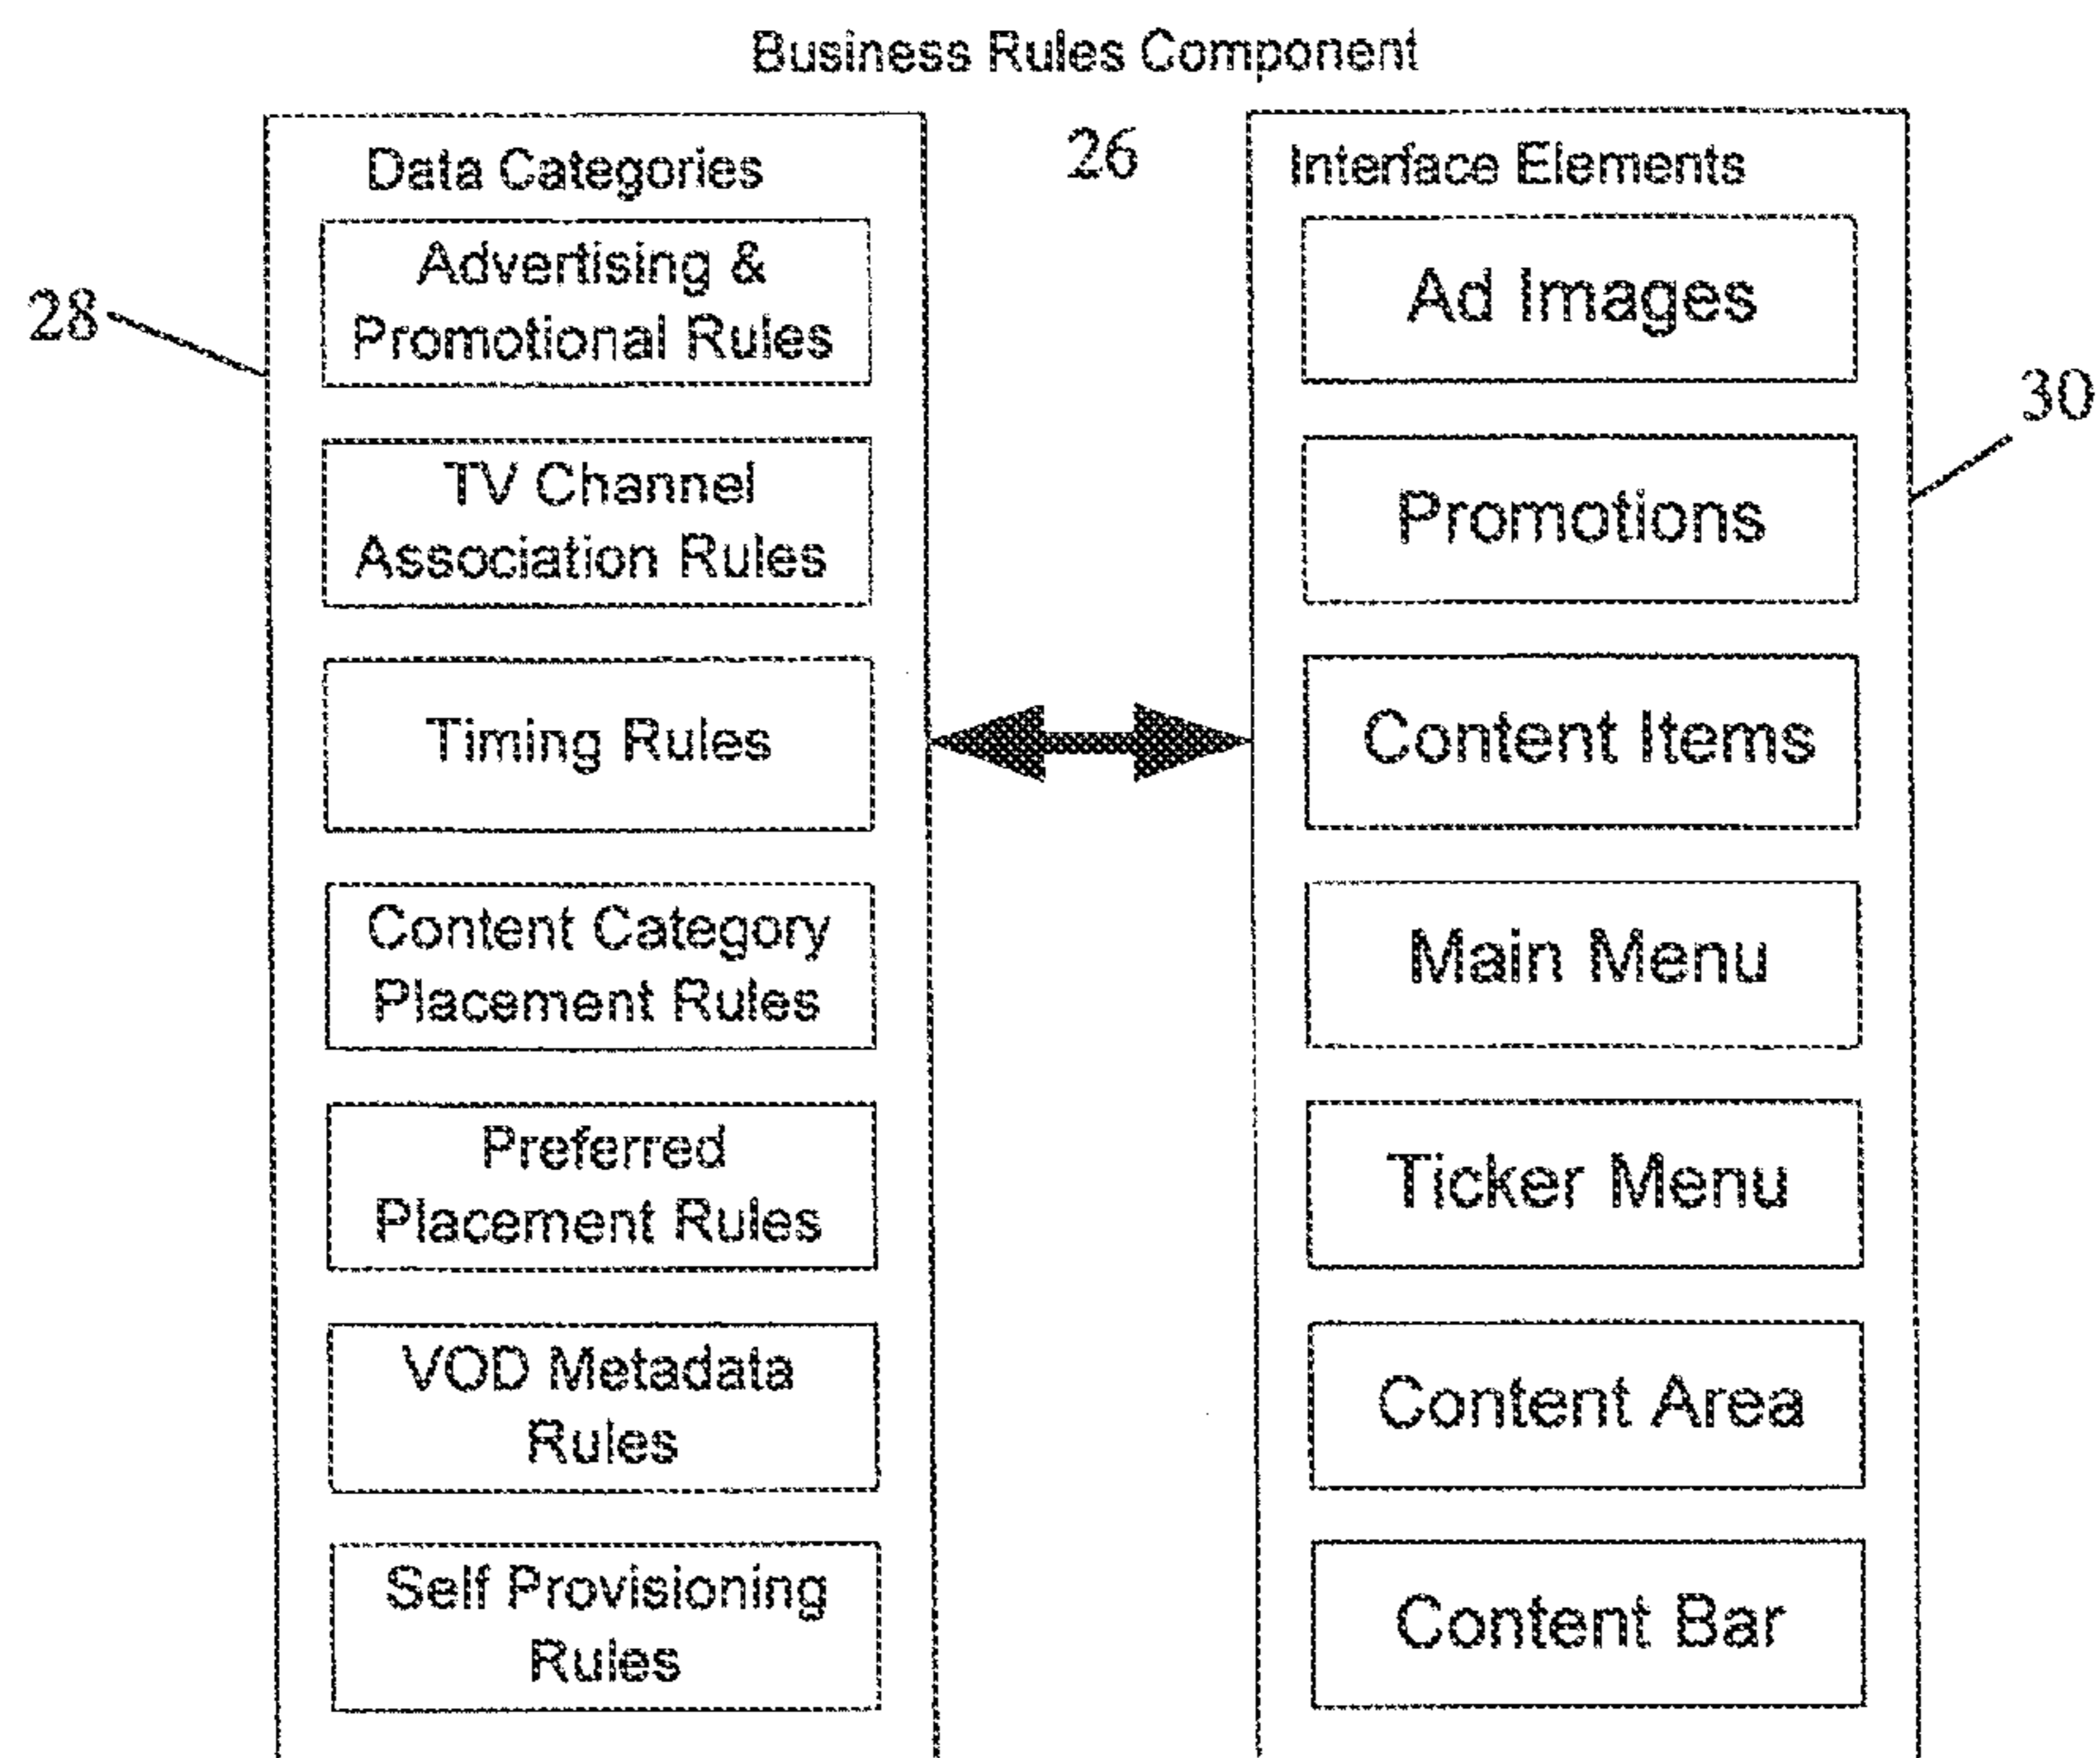 Business Rules Component
26
28
Data Categories
Advertising &
Promotional Rules
TV Channel
Association Rules
Timing Rules
Content Category
Placement Rules
Preferred
Placement Rules
VOD Metadata
Rules
Self Provisioning
Rules
Interface Elements
30
Ad Images
Promotions
Content Items
Main Menu
Ticker Menu
Content Area
Content Bar